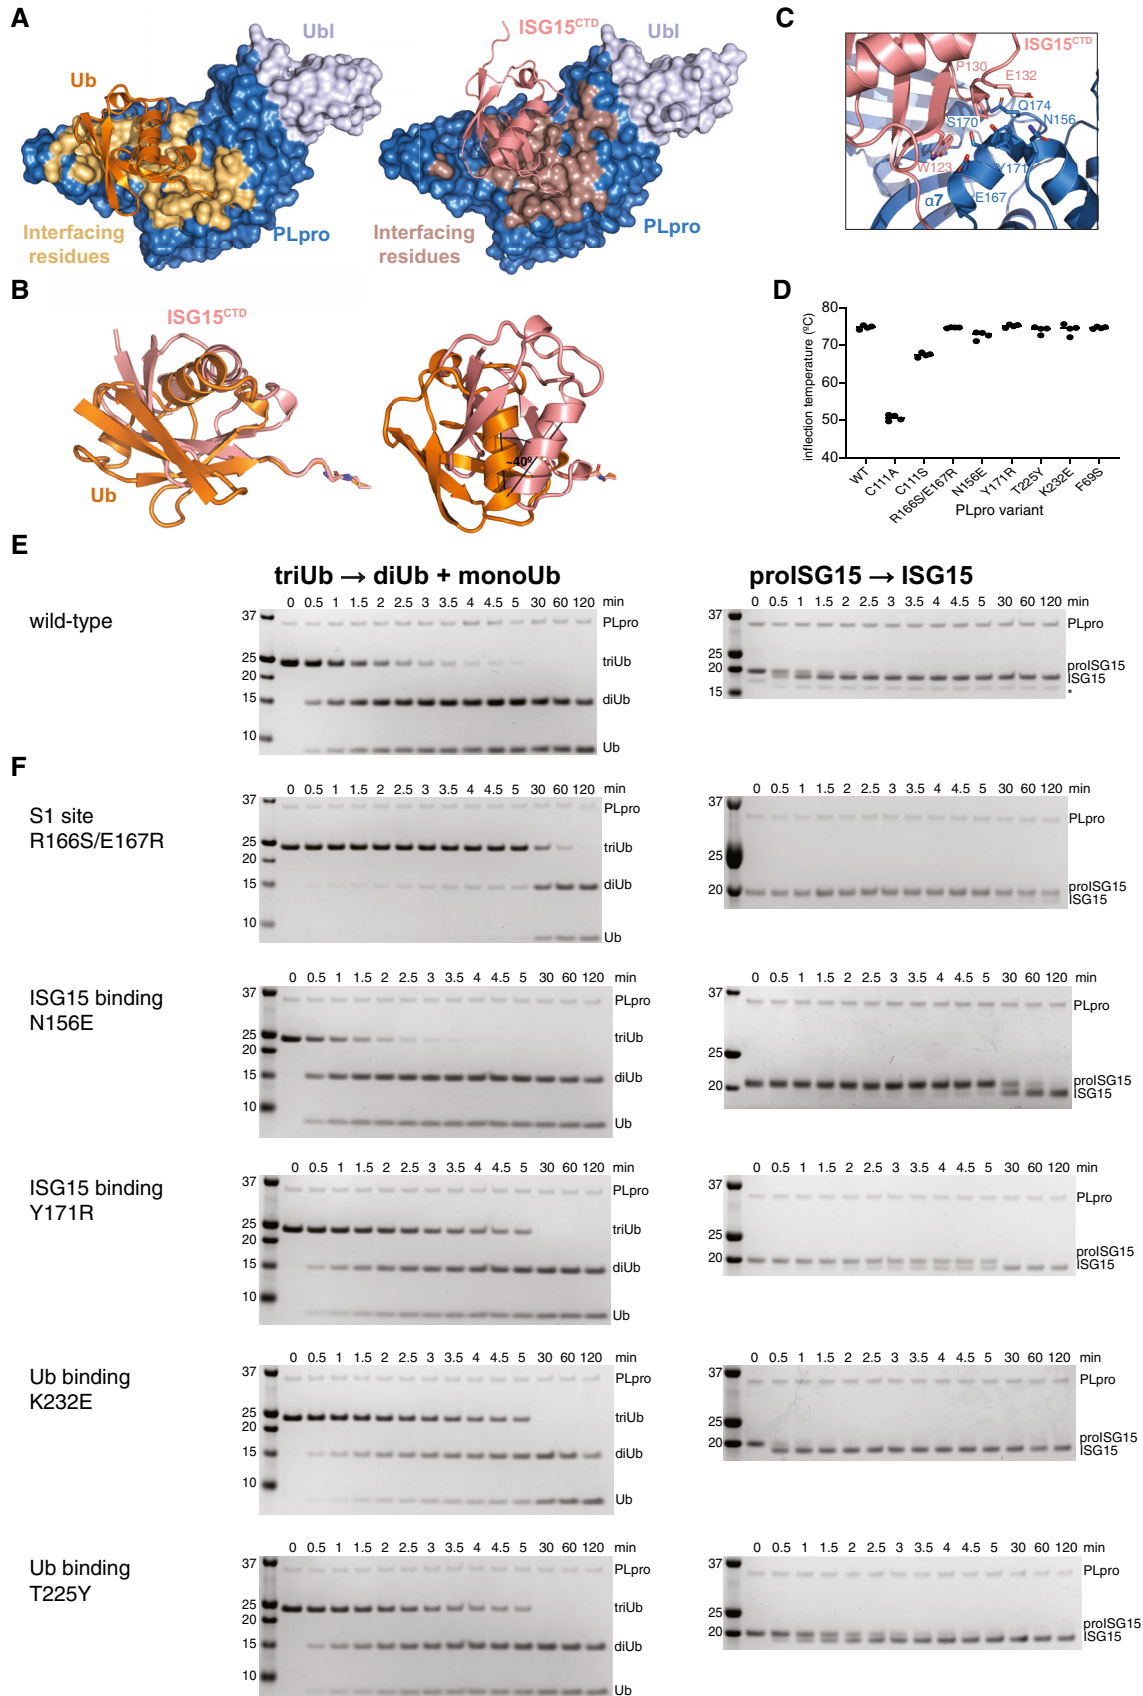 A
Ub
Ubl
Interfacing
residues
PLpro
ISG15CTD
Ubl
Interfacing
residues
PLpro
C
ISG15CTD
P130
E132
Q174
S170
N156
W123
Y171
E167
α7
B
ISG15CTD
Ub
~40º
D
inflection temperature (ºC)
80
70
60
50
40
WT
C111A
C111S
R166S/E167R
N156E
Y171R
T225Y
K232E
F69S
PLpro variant
E
triUb → diUb + monoUb
proISG15 → ISG15
wild-type
0 0.5 1 1.5 2 2.5 3 3.5 4 4.5 5 30 60 120 min
37
25
20
15
10
PLpro
triUb
diUb
Ub
0 0.5 1 1.5 2 2.5 3 3.5 4 4.5 5 30 60 120 min
37
25
20
15
PLpro
proISG15
ISG15
*
F
S1 site
R166S/E167R
0 0.5 1 1.5 2 2.5 3 3.5 4 4.5 5 30 60 120 min
37
25
20
15
10
PLpro
triUb
diUb
Ub
0 0.5 1 1.5 2 2.5 3 3.5 4 4.5 5 30 60 120 min
37
25
20
PLpro
proISG15
ISG15
ISG15 binding
N156E
0 0.5 1 1.5 2 2.5 3 3.5 4 4.5 5 30 60 120 min
37
25
20
15
10
PLpro
triUb
diUb
Ub
0 0.5 1 1.5 2 2.5 3 3.5 4 4.5 5 30 60 120 min
37
25
20
PLpro
proISG15
ISG15
ISG15 binding
Y171R
0 0.5 1 1.5 2 2.5 3 3.5 4 4.5 5 30 60 120 min
37
25
20
15
10
PLpro
triUb
diUb
Ub
0 0.5 1 1.5 2 2.5 3 3.5 4 4.5 5 30 60 120 min
37
25
20
PLpro
proISG15
ISG15
Ub binding
K232E
0 0.5 1 1.5 2 2.5 3 3.5 4 4.5 5 30 60 120 min
37
25
20
15
10
PLpro
triUb
diUb
Ub
0 0.5 1 1.5 2 2.5 3 3.5 4 4.5 5 30 60 120 min
37
25
20
PLpro
proISG15
ISG15
Ub binding
T225Y
0 0.5 1 1.5 2 2.5 3 3.5 4 4.5 5 30 60 120 min
37
25
20
15
10
PLpro
triUb
diUb
Ub
0 0.5 1 1.5 2 2.5 3 3.5 4 4.5 5 30 60 120 min
37
25
20
PLpro
proISG15
ISG15